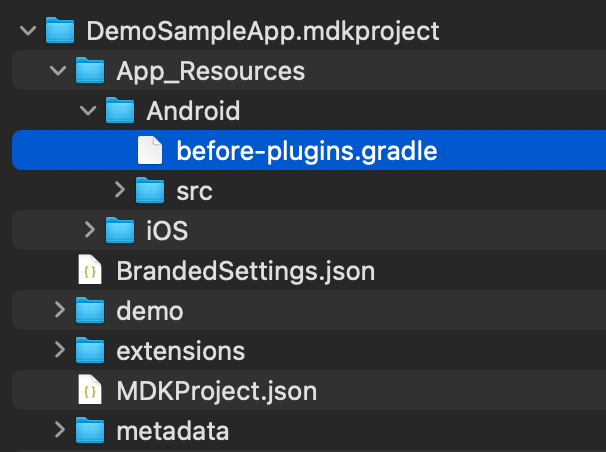 DemoSampleApp.mdkproject
App_Resources
Android
before-plugins.gradle
src
iOS
BrandedSettings.json
demo
extensions
MDKProject.json
metadata